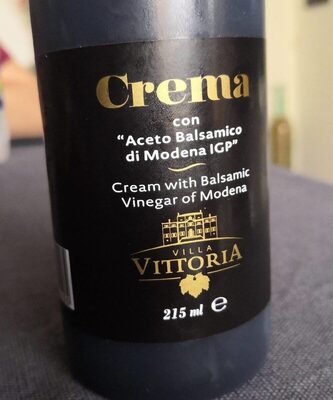 Crema
con
"Aceto Balsamico
di Modena IGP"
Cream with Balsamic
Vinegar of Modena
VILLA
VITTORIA
215 ml ℮